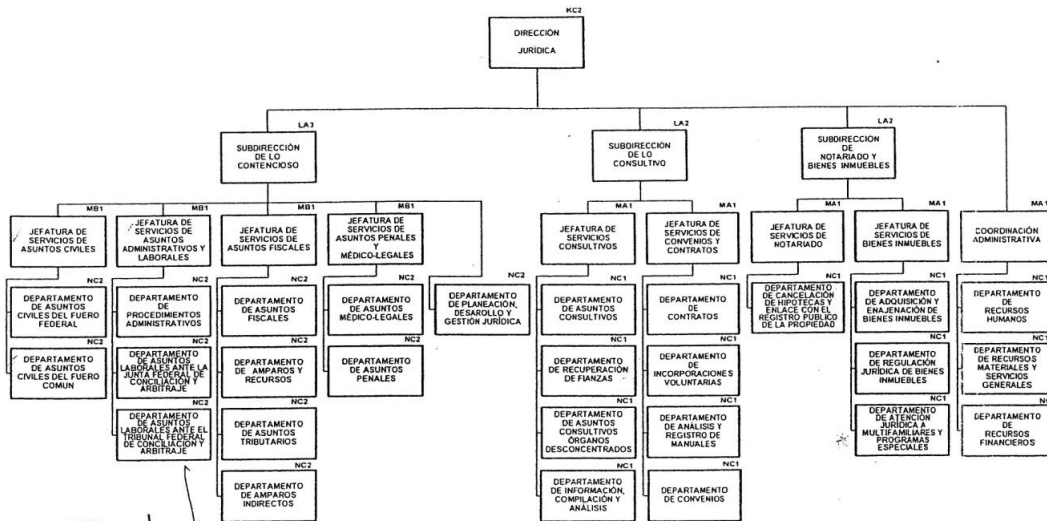 KC2
DIRECCIÓN
JURÍDICA
LA3
SUBDIRECCIÓN
DE LO
CONTENCIOSO
LA2
SUBDIRECCIÓN
DE LO
CONSULTIVO
LA2
SUBDIRECCIÓN
DE
NOTARIADO Y
BIENES INMUEBLES
MB1
JEFATURA DE
SERVICIOS DE
ASUNTOS CIVILES
MB1
JEFATURA DE
SERVICIOS DE
ASUNTOS
ADMINISTRATIVOS Y
LABORALES
MB1
JEFATURA DE
SERVICIOS DE
ASUNTOS FISCALES
MB1
JEFATURA DE
SERVICIOS DE
ASUNTOS PENALES
Y
MÉDICO-LEGALES
MA1
JEFATURA DE
SERVICIOS
CONSULTIVOS
MA1
JEFATURA DE
SERVICIOS DE
CONVENIOS Y
CONTRATOS
MA1
JEFATURA
DE SERVICIOS DE
NOTARIADO
MA1
JEFATURA DE
SERVICIOS DE
BIENES INMUEBLES
MA1
COORDINACIÓN
ADMINISTRATIVA
NC2
DEPARTAMENTO
DE ASUNTOS
CIVILES DEL FUERO
FEDERAL
NC2
DEPARTAMENTO
DE
PROCEDIMIENTOS
ADMINISTRATIVOS
NC2
DEPARTAMENTO
DE ASUNTOS
FISCALES
NC2
DEPARTAMENTO
DE ASUNTOS
MÉDICO-LEGALES
NC2
DEPARTAMENTO
DE PLANEACIÓN,
DESAROLLO Y
GESTIÓN JURÍDICA
NC1
DEPARTAMENTO
DE ASUNTOS
CONSULTIVOS
NC1
DEPARTAMENTO
DE
CONTRATOS
NC1
DEPARTAMENTO
DE CANCELACIÓN
DE HIPOTECAS Y
ENLACE CON EL
REGISTRO PÚBLICO
DE LA PROPIEDAD
NC1
DEPARTAMENTO
DE ADQUISICIÓN Y
ENAJENACIÓN DE
BIENES INMUEBLES
NC1
DEPARTAMENTO
DE
RECURSOS
HUMANOS
NC2
DEPARTAMENTO
DE ASUNTOS
CIVILES DEL FUERO
COMUN
NC2
DEPARTAMENTO
DE ASUNTOS
LABORALES ANTE LA
JUNTA FEDERAL DE
CONCILIACIÓN Y
ARBITRAJE
NC2
DEPARTAMENTO
DE AMPAROS Y
RECURSOS
NC2
DEPARTAMENTO
DE ASUNTOS
PENALES
NC1
DEPARTAMENTO
DE RECUPERACIÓN
DE FIANZAS
NC1
DEPARTAMENTO
DE
INCORPORACIONES
VOLUNTARIAS
NC1
DEPARTAMENTO
DE REGULACIÓN
JURÍDICA DE BIENES
INMUEBLES
NC1
DEPARTAMENTO
DE RECURSOS
MATERIALES Y
SERVICIOS
GENERALES
NC2
DEPARTAMENTO
DE ASUNTOS
LABORALES ANTE EL
TRIBUNAL FEDERAL
DE CONCILIACION Y
ARBITRAJE
NC2
DEPARTAMENTO
DE ASUNTOS
TRIBUTARIOS
NC1
DEPARTAMENTO
DE ASUNTOS
CONSULTIVOS
ÓRGANOS
DESCONCENTRADOS
NC1
DEPARTAMENTO
DE ANÁLISIS Y
REGISTRO DE
MANUALES
NC1
DEPARTAMENTO
DE ATENCIÓN
JURÍDICA A
MULTIFAMILIARES Y
PROGRAMAS
ESPECIALES
NC1
DEPARTAMENTO
DE
RECURSOS
FINANCIEROS
NC2
DEPARTAMENTO
DE AMPAROS
INDIRECTOS
NC1
DEPARTAMENTO
DE INFORMACIÓN,
COMPILACIÓN Y
ANÁLISIS
NC1
DEPARTAMENTO
DE CONVENIOS